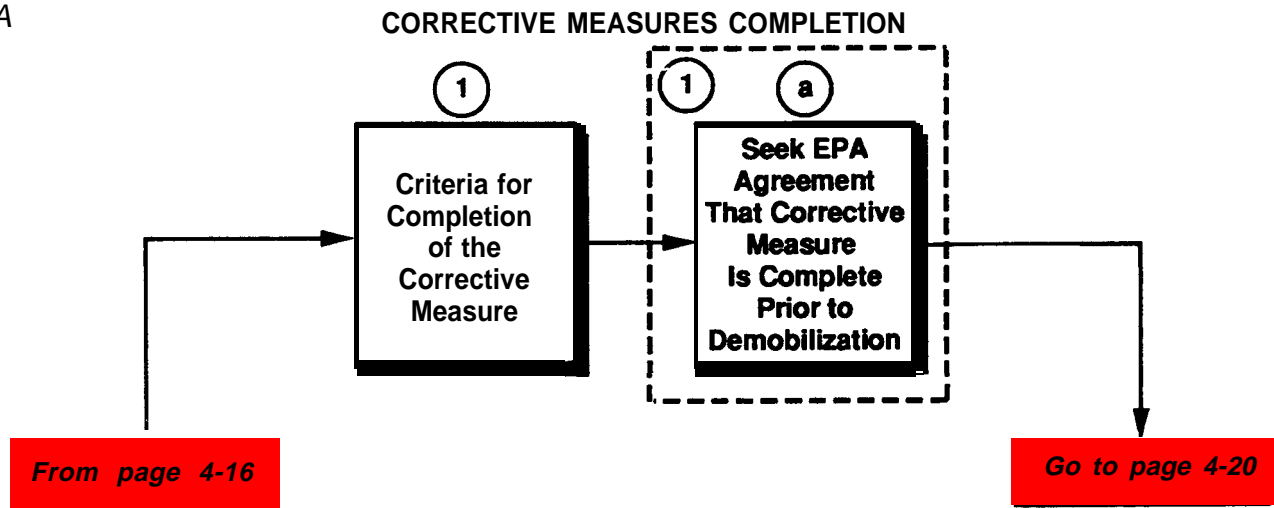 A
CORRECTIVE MEASURES COMPLETION
1
1
a
Criteria for
Completion
of the
Corrective
Measure
Seek EPA
Agreement
That Corrective
Measure
Is Complete
Prior to
Demobilization
From page 4-16
Go to page 4-20